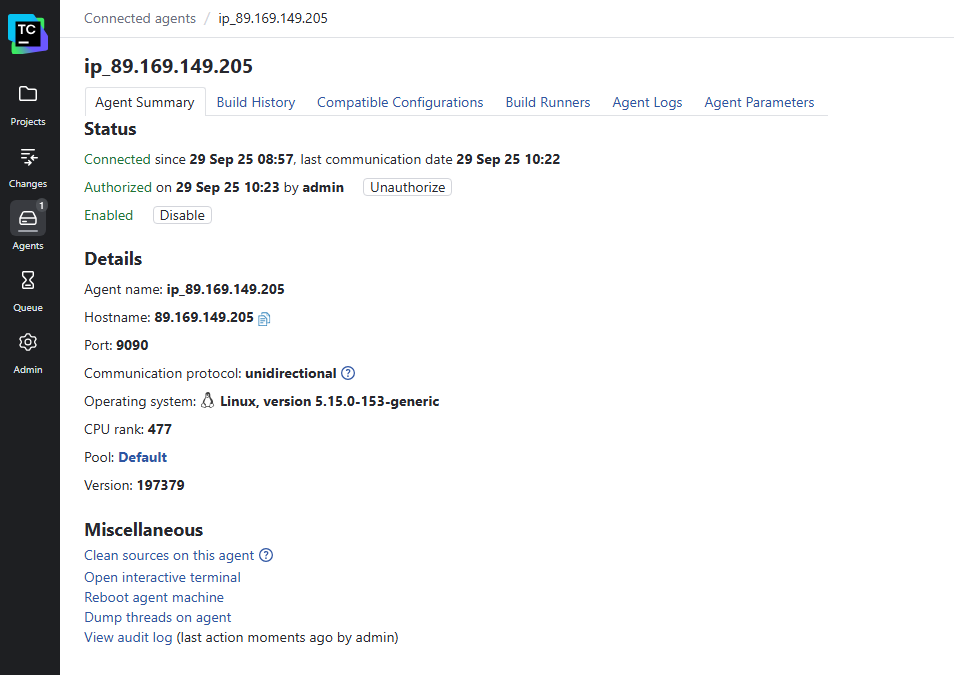 TC
Projects
Changes
1
Agents
Queue
Admin
Connected agents / ip_89.169.149.205
ip_89.169.149.205
Agent Summary Build History Compatible Configurations Build Runners Agent Logs Agent Parameters
Status
Connected since 29 Sep 25 08:57, last communication date 29 Sep 25 10:22
Authorized on 29 Sep 25 10:23 by admin Unauthorize
Enabled Disable
Details
Agent name: ip_89.169.149.205
Hostname: 89.169.149.205
Port: 9090
Communication protocol: unidirectional ?
Operating system: Linux, version 5.15.0-153-generic
CPU rank: 477
Pool: Default
Version: 197379
Miscellaneous
Clean sources on this agent ?
Open interactive terminal
Reboot agent machine
Dump threads on agent
View audit log (last action moments ago by admin)